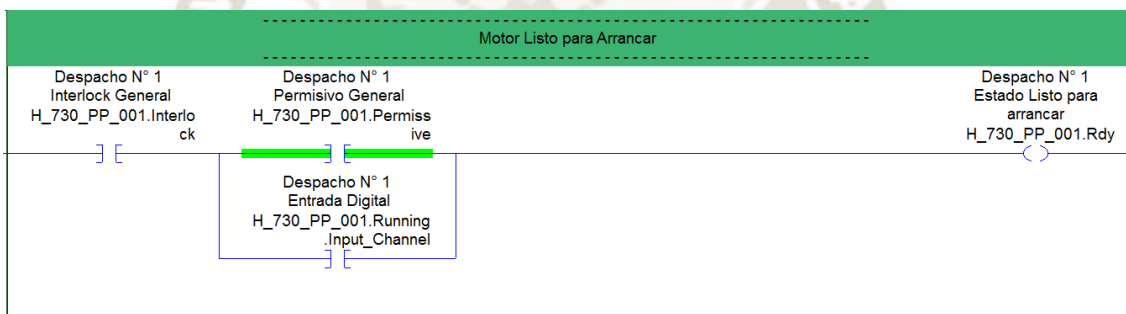 Motor Listo para Arrancar
Despacho N° 1
Interlock General
H_730_PP_001.Interlo
ck
Despacho N° 1
Permisivo General
H_730_PP_001.Permiss
ive
Despacho N° 1
Estado Listo para
arrancar
H_730_PP_001.Rdy
Despacho N° 1
Entrada Digital
H_730_PP_001.Running
.Input_Channel